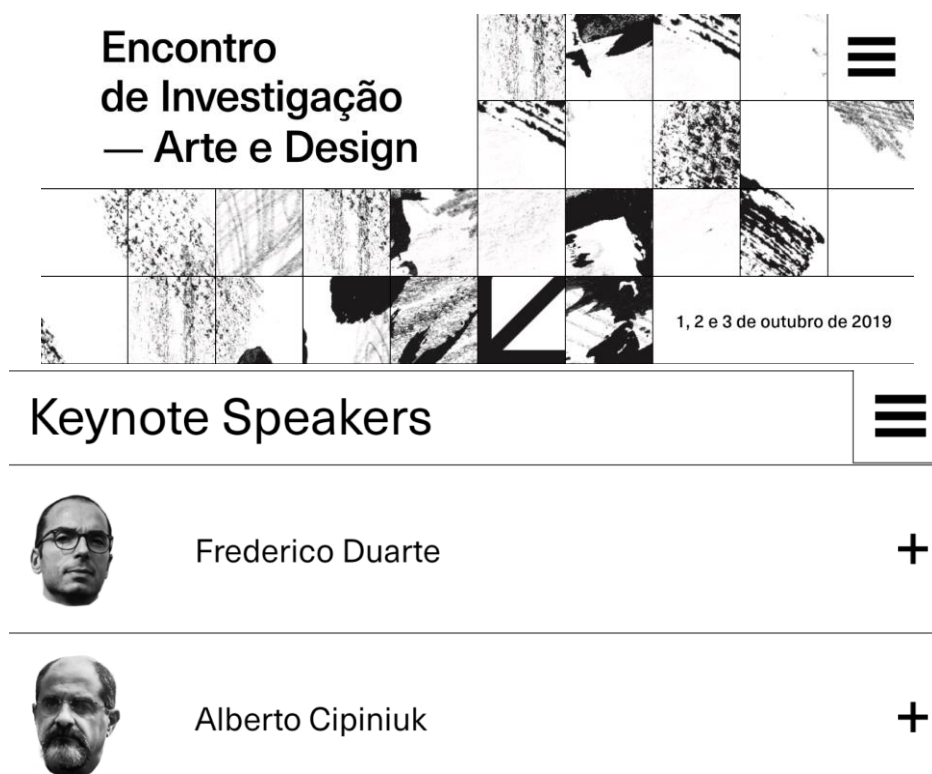 Encontro
de Investigação
— Arte e Design
1, 2 e 3 de outubro de 2019
Keynote Speakers
Frederico Duarte
Alberto Cipiniuk